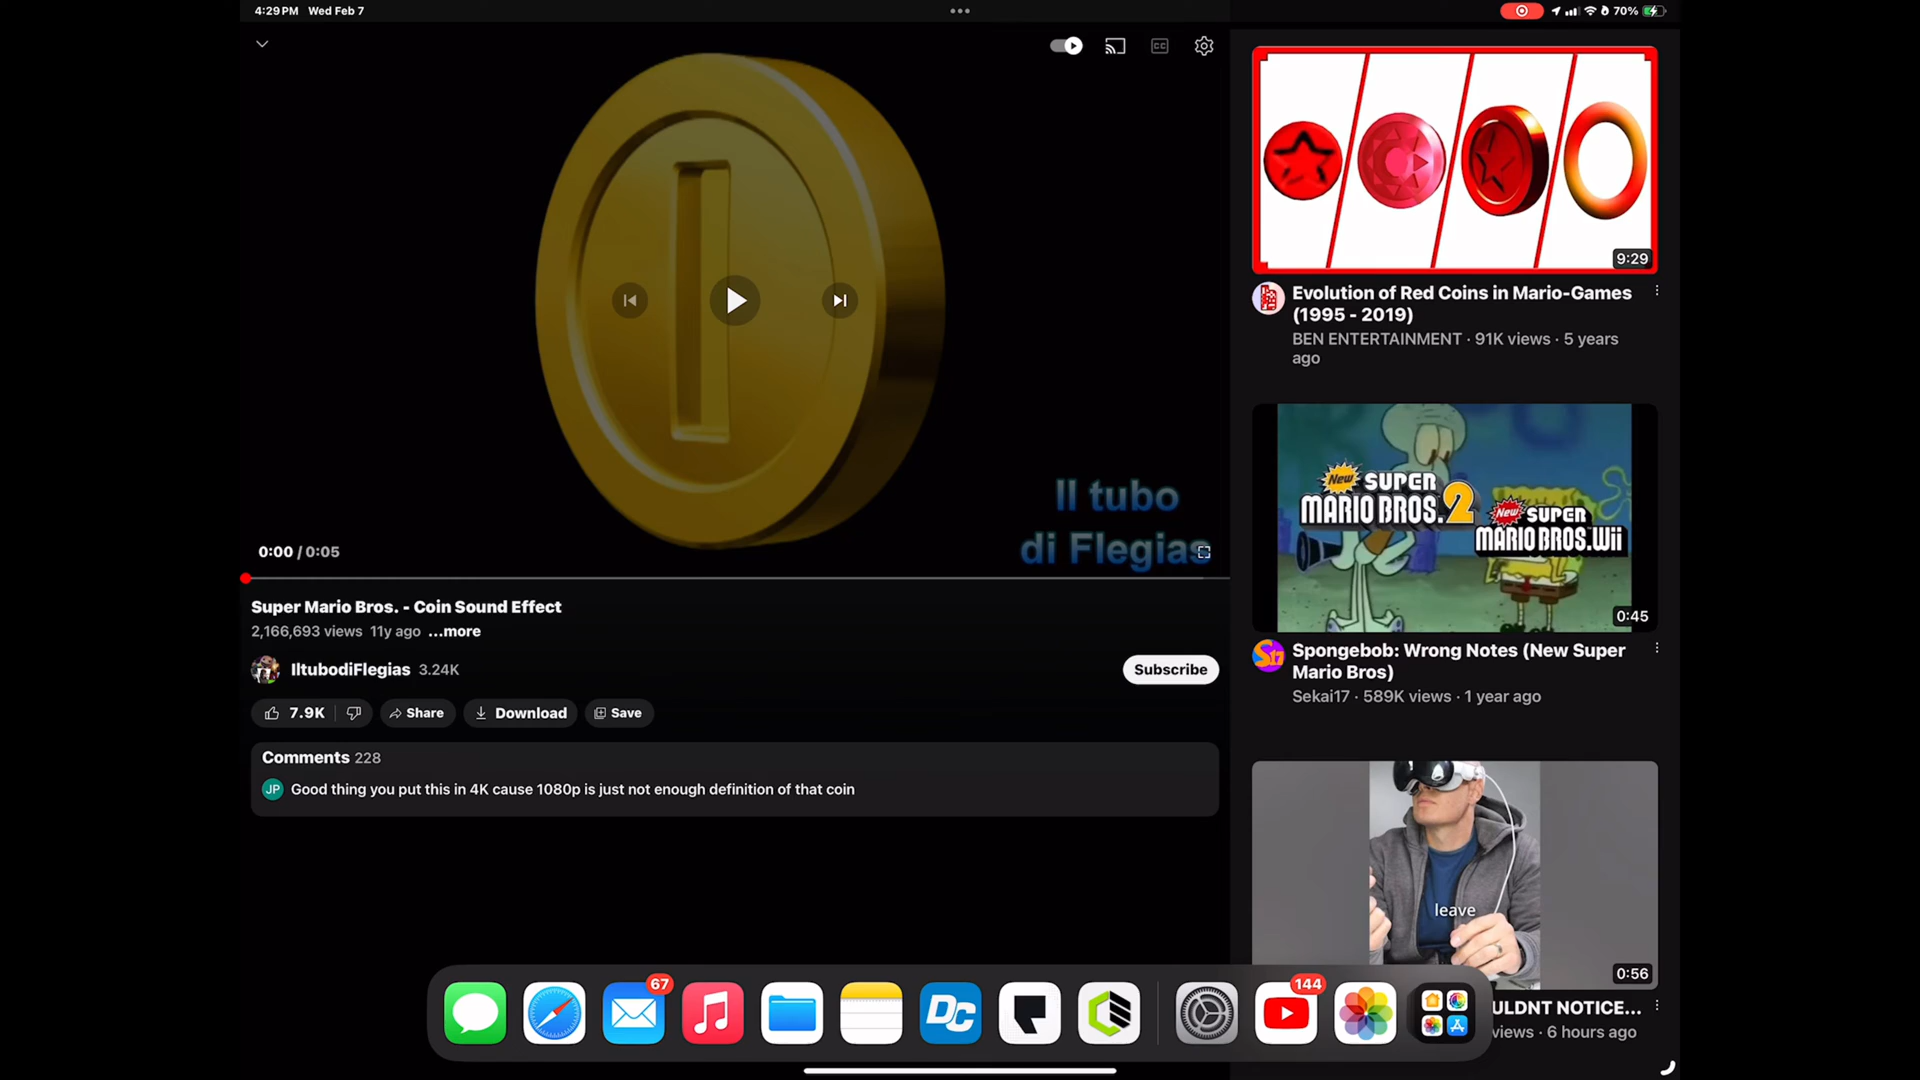 4:29 PM Wed Feb 7
70%
CC
Il tubo
di Flegias
0:00 / 0:05
Super Mario Bros. - Coin Sound Effect
2,166,693 views 11y ago ...more
IltubodiFlegias 3.24K
Subscribe
7.9K
Share
Download
Save
Comments 228
JP Good thing you put this in 4K cause 1080p is just not enough definition of that coin
9:29
Evolution of Red Coins in Mario-Games
(1995 - 2019)
BEN ENTERTAINMENT · 91K views · 5 years
ago
New SUPER
MARIO BROS. 2
New SUPER
MARIO BROS. Wii
0:45
S17
Spongebob: Wrong Notes (New Super
Mario Bros)
Sekai17 · 589K views · 1 year ago
leave
0:56
ULDNT NOTICE...
views · 6 hours ago
67
DC
144